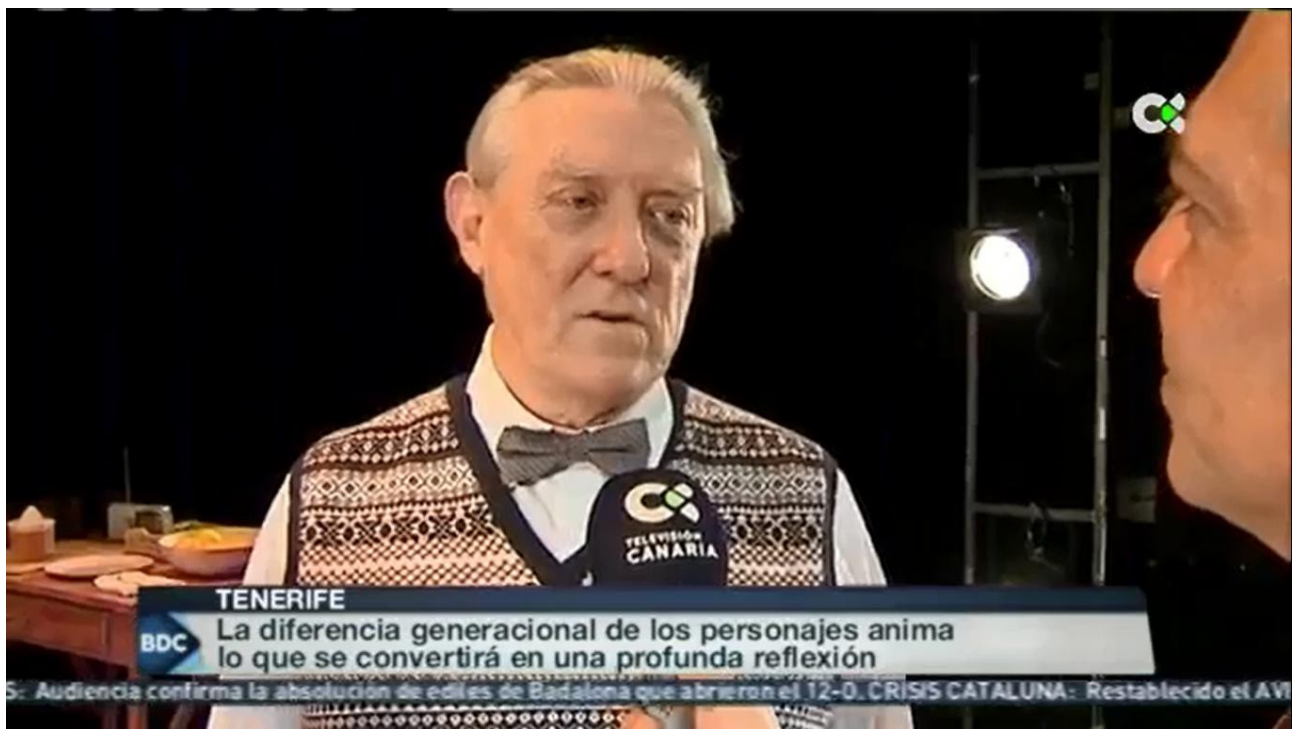 TELEVISIÓN
CANARIA
TENERIFE
BDC
La diferencia generacional de los personajes anima
lo que se convertirá en una profunda reflexión
S: Audiencia confirma la absolución de ediles de Badalona que abrieron el 12-O. CRISIS CATALUNA: Restablecido el AVE